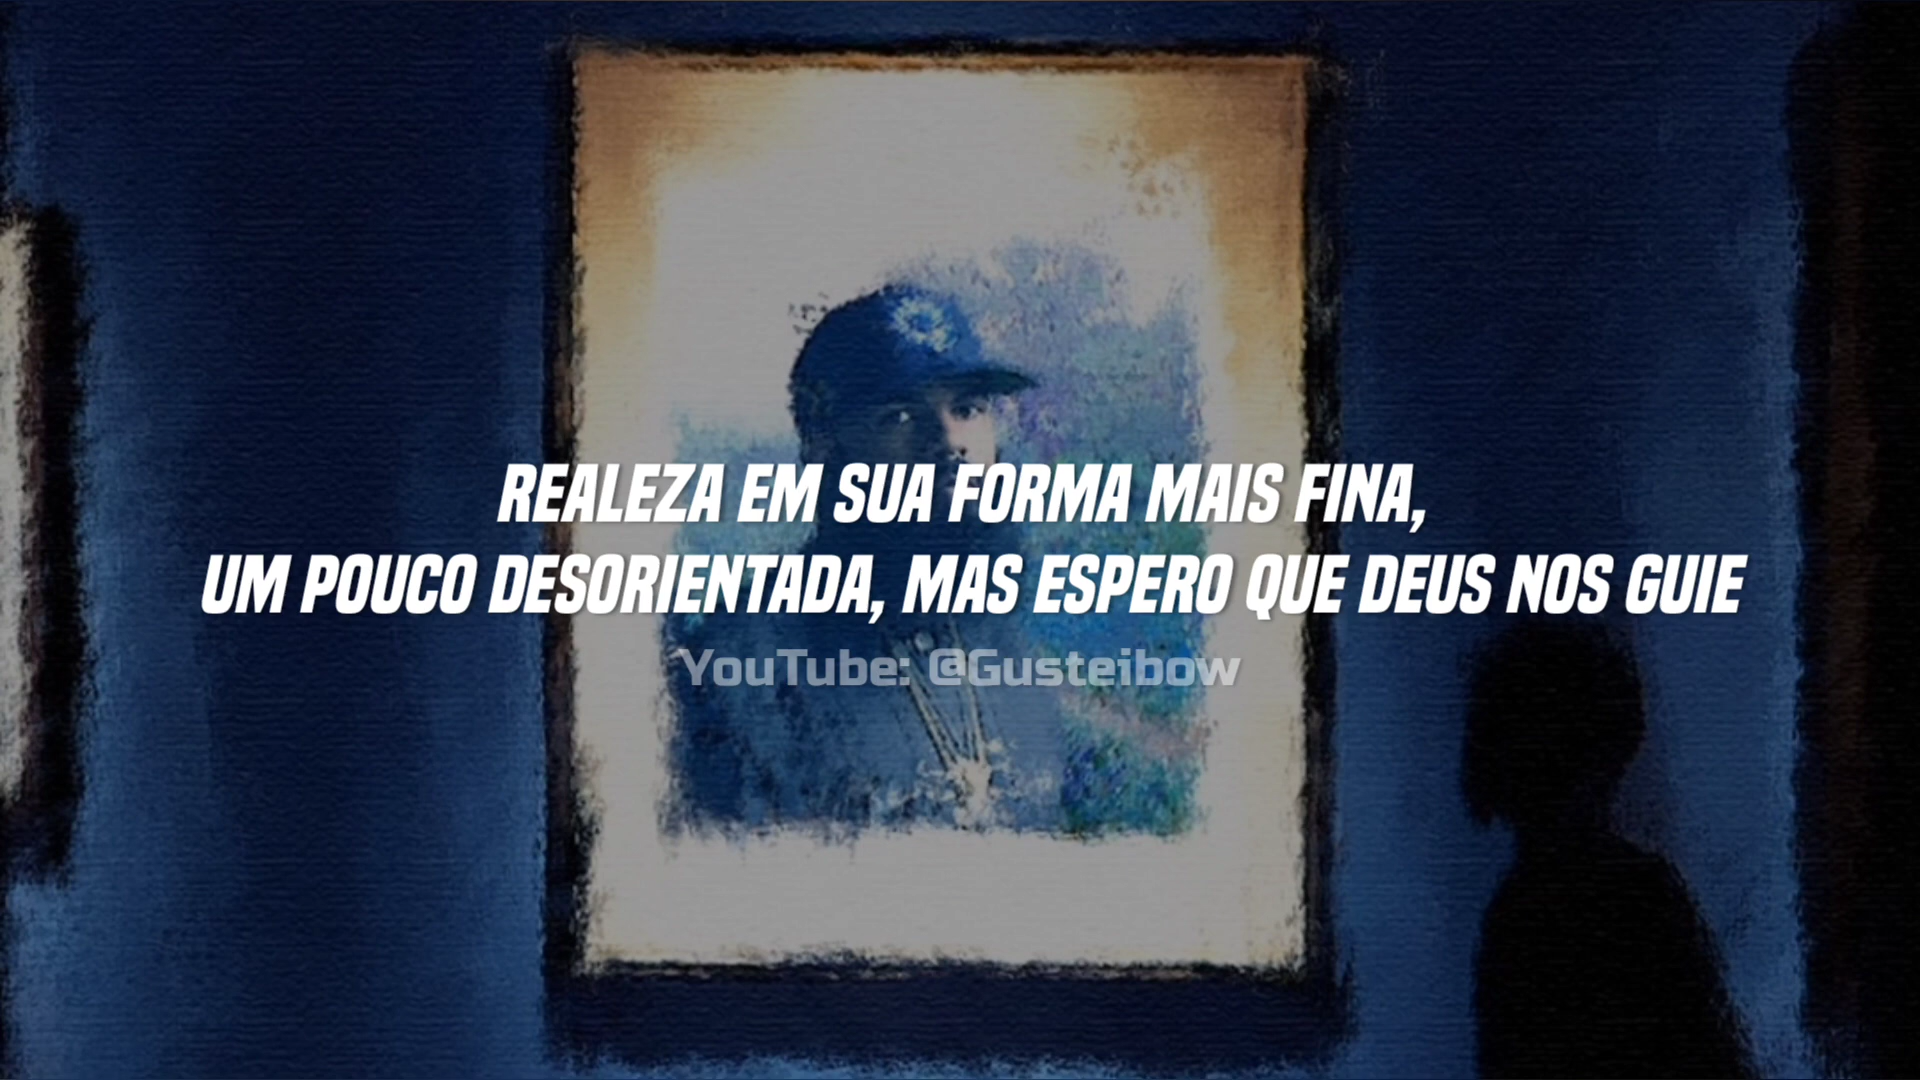 REALEZA EM SUA FORMA MAIS FINA,
UM POUCO DESORIENTADA, MAS ESPERO QUE DEUS NOS GUIE
YouTube: @Gusteibow